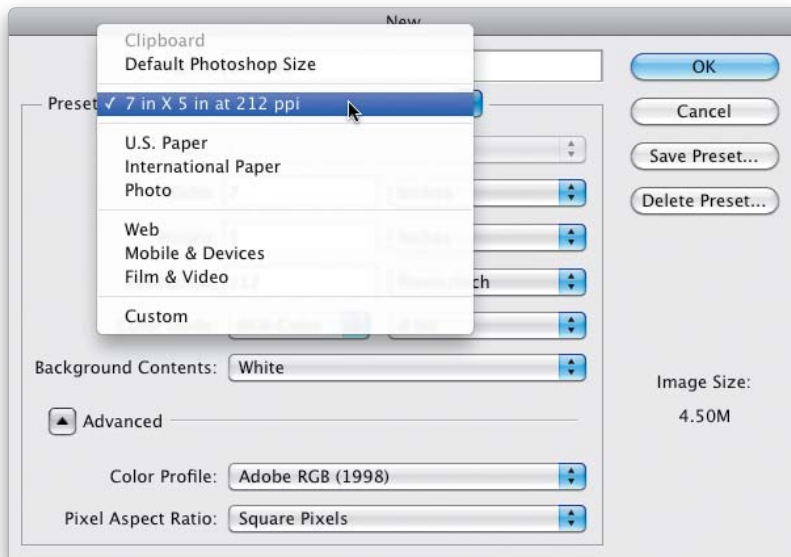 New
Clipboard
Default Photoshop Size
Preset ✓ 7 in X 5 in at 212 ppi
U.S. Paper
International Paper
Photo
Web
Mobile & Devices
Film & Video
Custom
Background Contents: White
Advanced
Color Profile: Adobe RGB (1998)
Pixel Aspect Ratio: Square Pixels
OK
Cancel
Save Preset...
Delete Preset...
Image Size:
4.50M